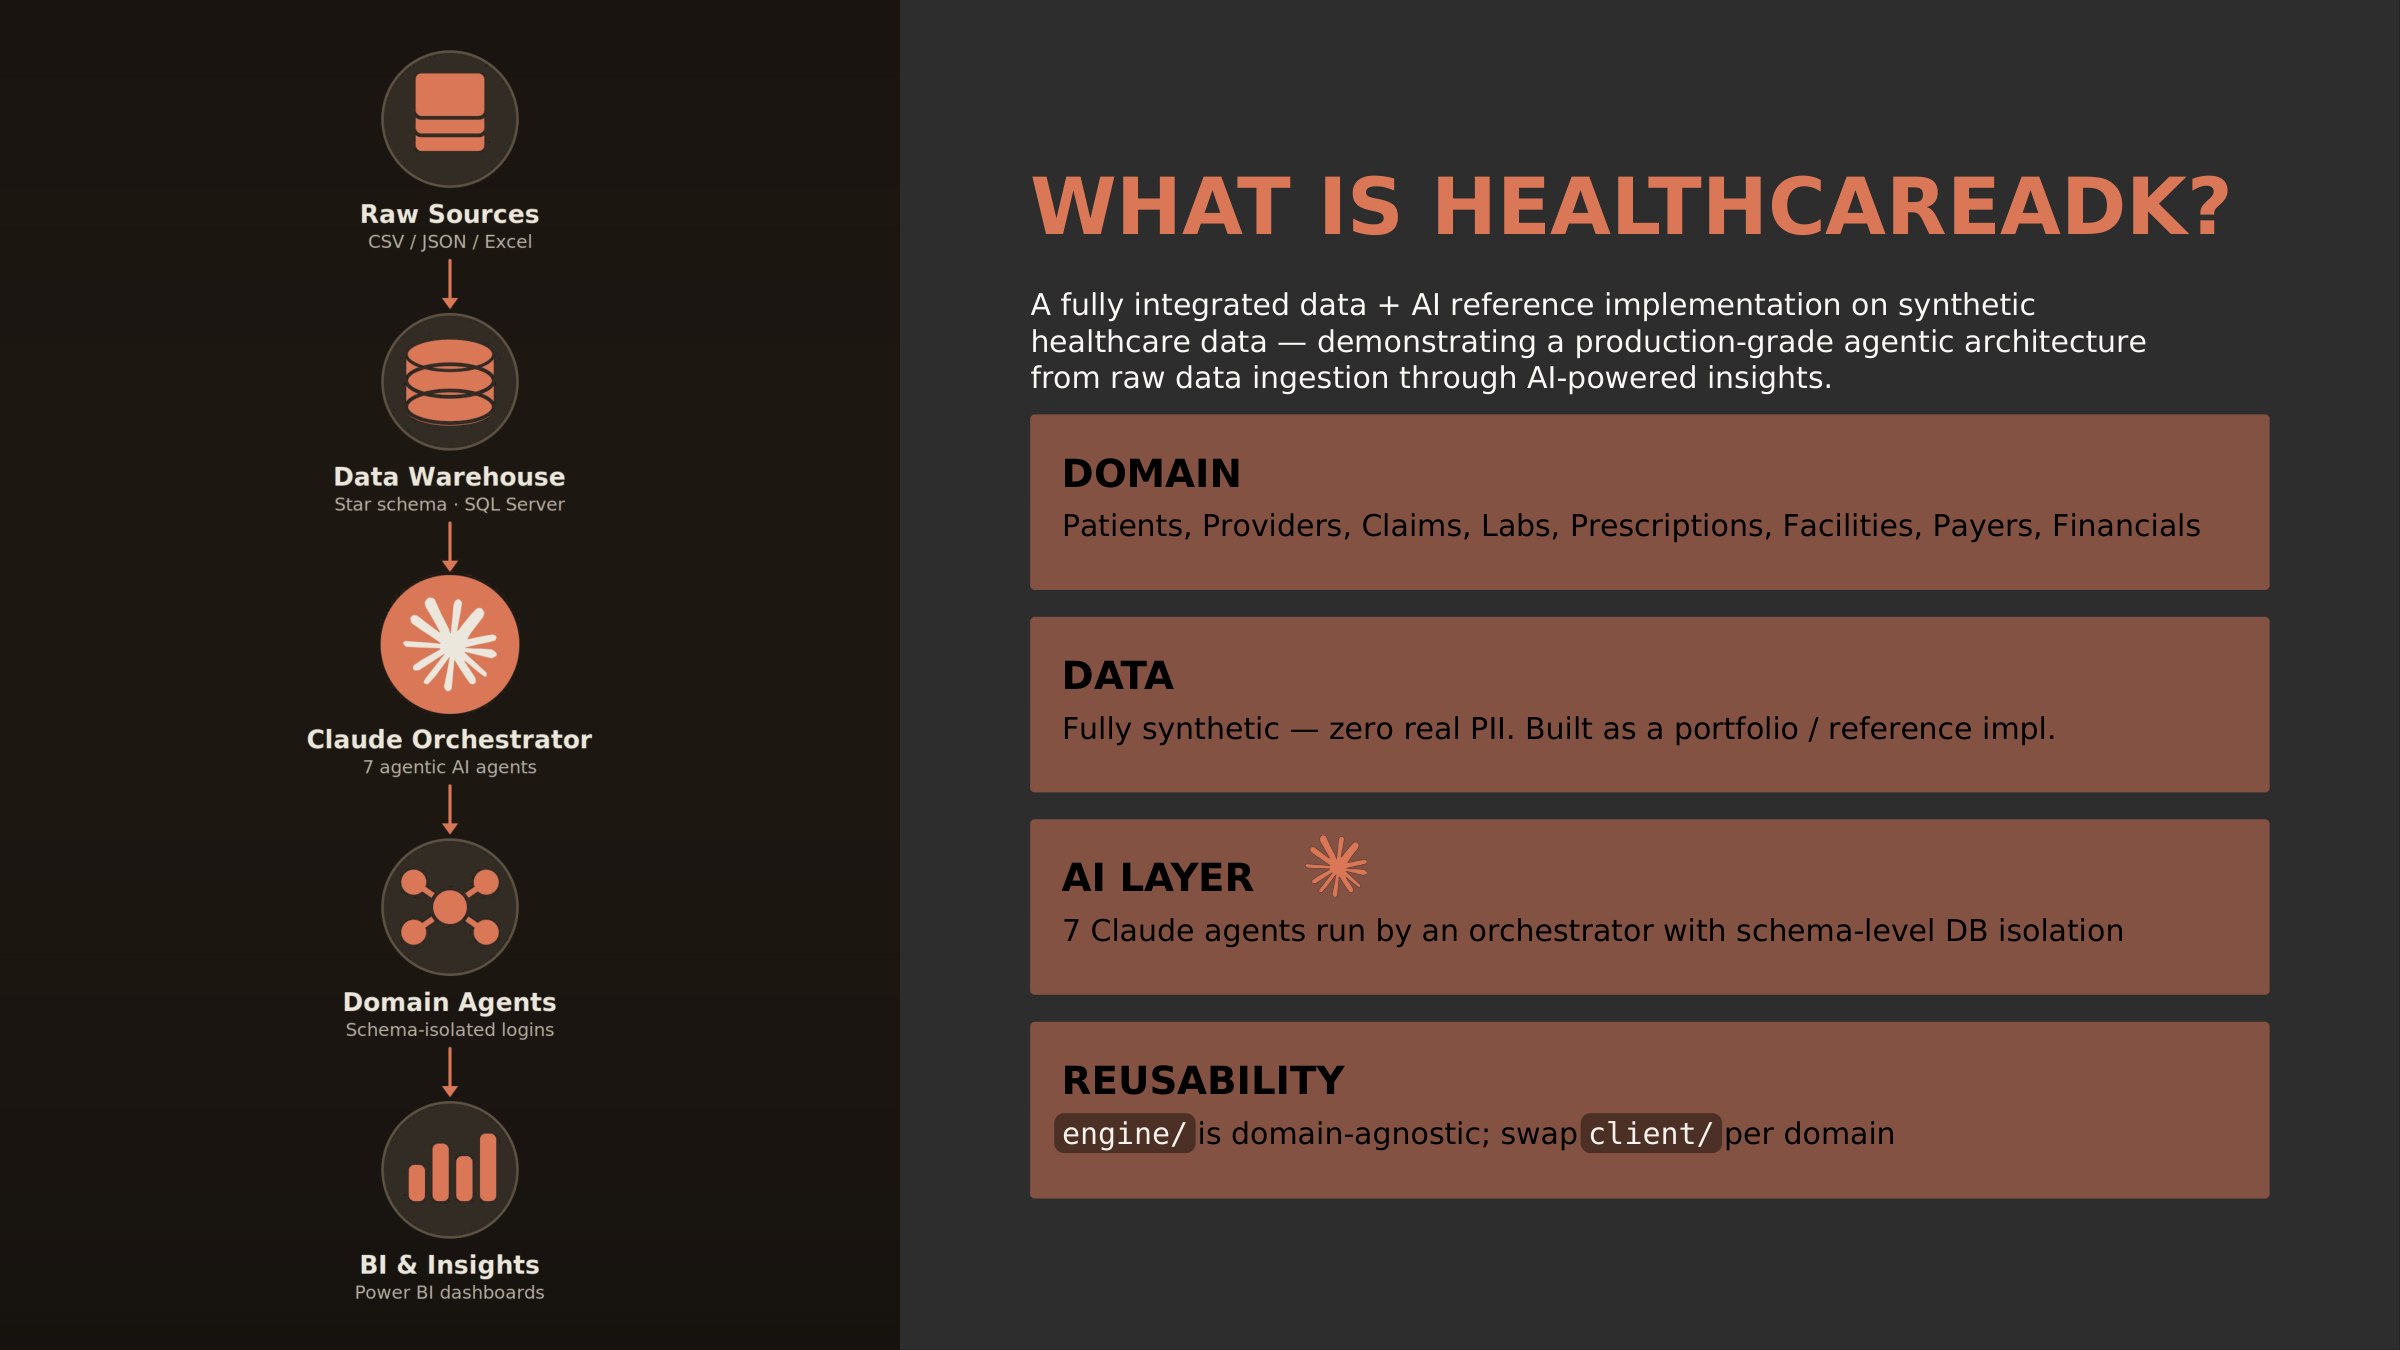 Raw Sources
CSV / JSON / Excel
Data Warehouse
Star schema · SQL Server
Claude Orchestrator
7 agentic AI agents
Domain Agents
Schema-isolated logins
BI & Insights
Power BI dashboards
WHAT IS HEALTHCAREADK?
A fully integrated data + AI reference implementation on synthetic
healthcare data — demonstrating a production-grade agentic architecture
from raw data ingestion through AI-powered insights.
DOMAIN
Patients, Providers, Claims, Labs, Prescriptions, Facilities, Payers, Financials
DATA
Fully synthetic — zero real PII. Built as a portfolio / reference impl.
AI LAYER
7 Claude agents run by an orchestrator with schema-level DB isolation
REUSABILITY
engine/ is domain-agnostic; swap client/ per domain